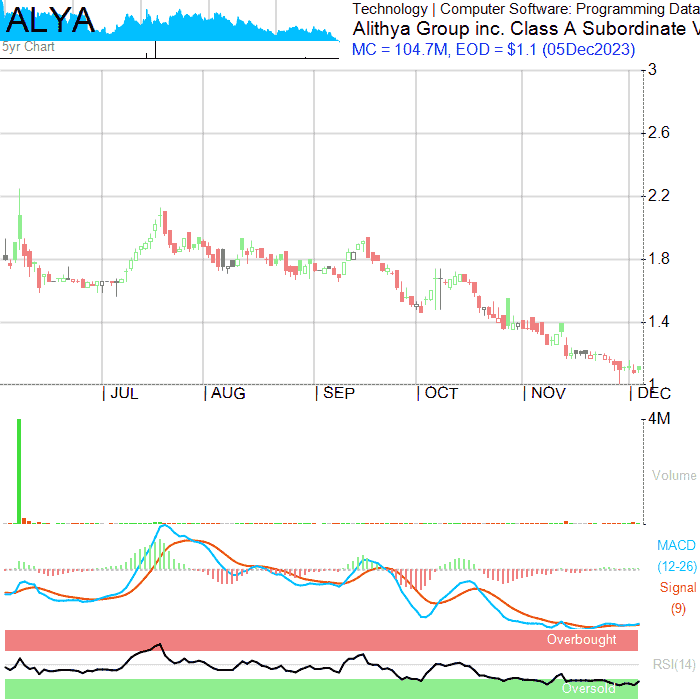 ALYA
5yr Chart
Technology | Computer Software: Programming Data
Alithya Group inc. Class A Subordinate V
MC = 104.7M, EOD = $1.1 (05Dec2023)
3
2.6
2.2
1.8
1.4
1
| JUL | AUG | SEP | OCT | NOV | DEC
4M
Volume
MACD
(12-26)
Signal
(9)
Overbought
RSI(14)
Oversold